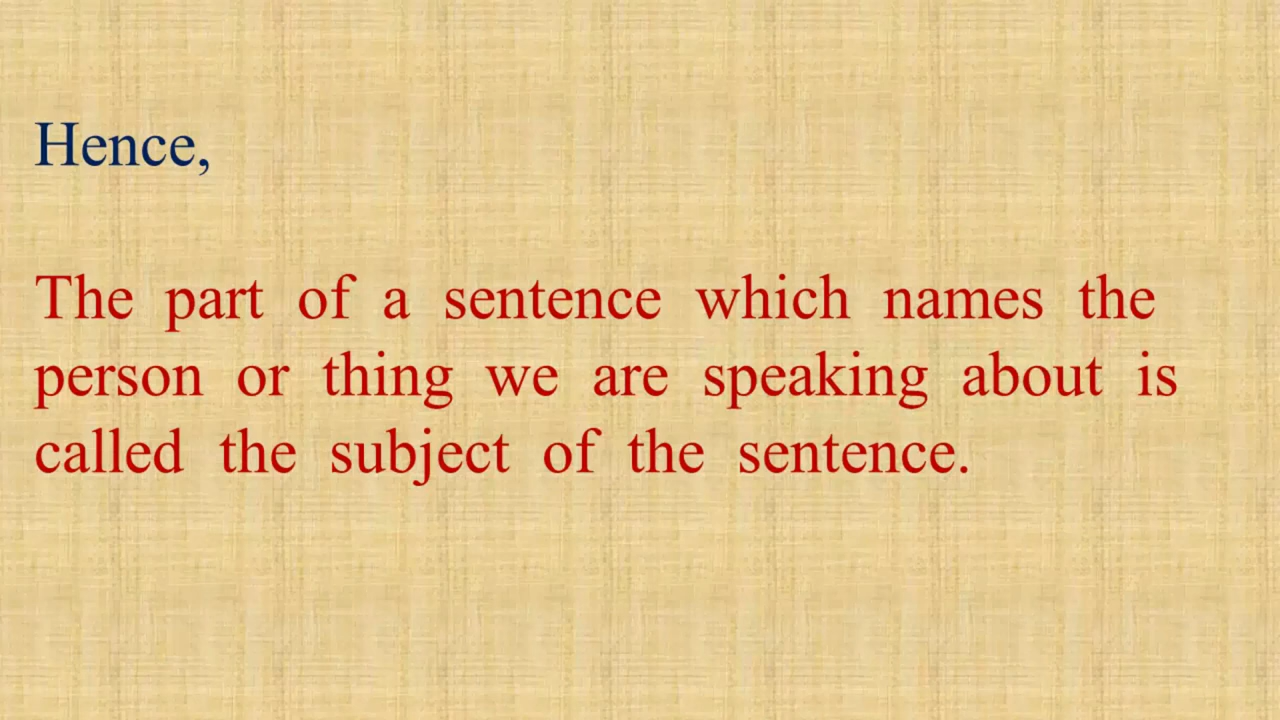 Hence,
The part of a sentence which names the
person or thing we are speaking about is
called the subject of the sentence.